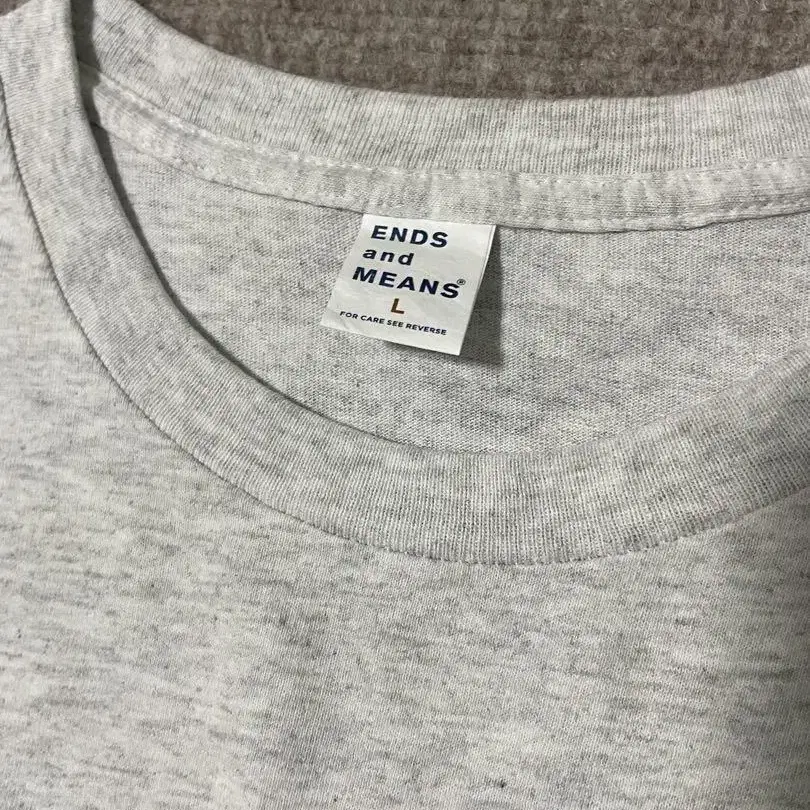 ENDS
and
MEANS®
L
FOR CARE SEE REVERSE